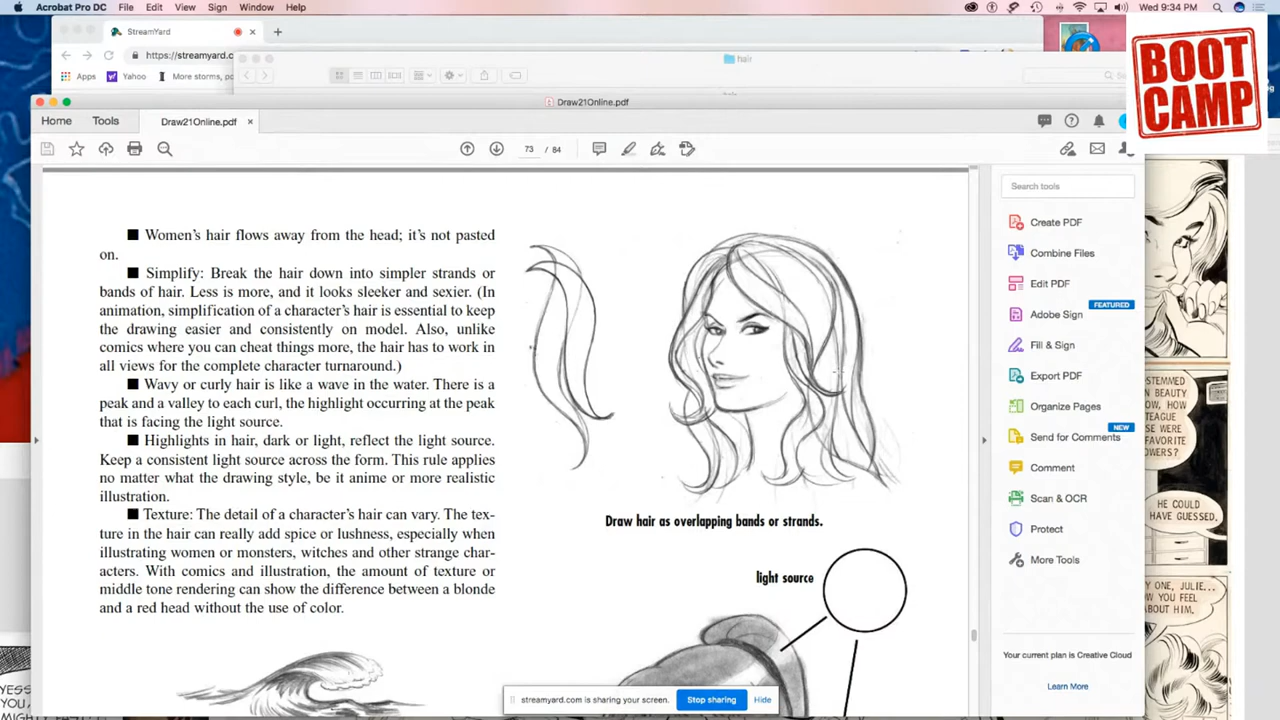 Acrobat Pro DC File Edit View Sign Window Help
Wed 9:34 PM
StreamYard
https://streamyard.c
Apps Yahoo More storms, po
hair
BOOT
CAMP
Draw21Online.pdf
Home Tools Draw21Online.pdf
73 / 84
■ Women's hair flows away from the head; it's not pasted
on.
■ Simplify: Break the hair down into simpler strands or
bands of hair. Less is more, and it looks sleeker and sexier. (In
animation, simplification of a character's hair is essential to keep
the drawing easier and consistently on model. Also, unlike
comics where you can cheat things more, the hair has to work in
all views for the complete character turnaround.)
■ Wavy or curly hair is like a wave in the water. There is a
peak and a valley to each curl, the highlight occurring at the peak
that is facing the light source.
■ Highlights in hair, dark or light, reflect the light source.
Keep a consistent light source across the form. This rule applies
no matter what the drawing style, be it anime or more realistic
illustration.
■ Texture: The detail of a character's hair can vary. The tex-
ture in the hair can really add spice or lushness, especially when
illustrating women or monsters, witches and other strange char-
acters. With comics and illustration, the amount of texture or
middle tone rendering can show the difference between a blonde
and a red head without the use of color.
Draw hair as overlapping bands or strands.
light source
Search tools
Create PDF
Combine Files
Edit PDF
FEATURED
Adobe Sign
Fill & Sign
Export PDF
Organize Pages
NEW
Send for Comments
Comment
Scan & OCR
Protect
More Tools
Your current plan is Creative Cloud
Learn More
streamyard.com is sharing your screen. Stop sharing Hide
STEMMED
N BEAUTY
OW, HOW
TEAGUE
SE WERE
AVORITE
OWERS?
HE COULD
HAVE GUESSED.
Y ONE, JULIE...
OW YOU FEEL
ABOUT HIM.
YES
YOU'